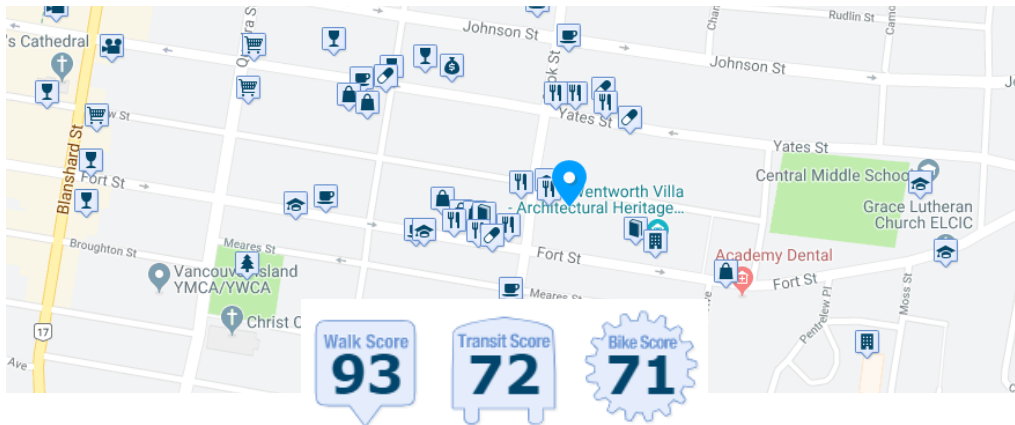 Johnson St
Rudlin St
's Cathedral
Johnson St
Yates St
w St
Yates St
Blanshard St
Fort St
Central Middle School
entworth Villa
- Architectural Heritage...
Grace Lutheran
Church ELCIC
Broughton St
Meares St
Fort St
Academy Dental
Vancouver Island
YMCA/YWCA
Meares St
Fort St
Pentrelew Pl
Moss St
Christ C
17
Ave
Walk Score
93
Transit Score
72
Bike Score
71